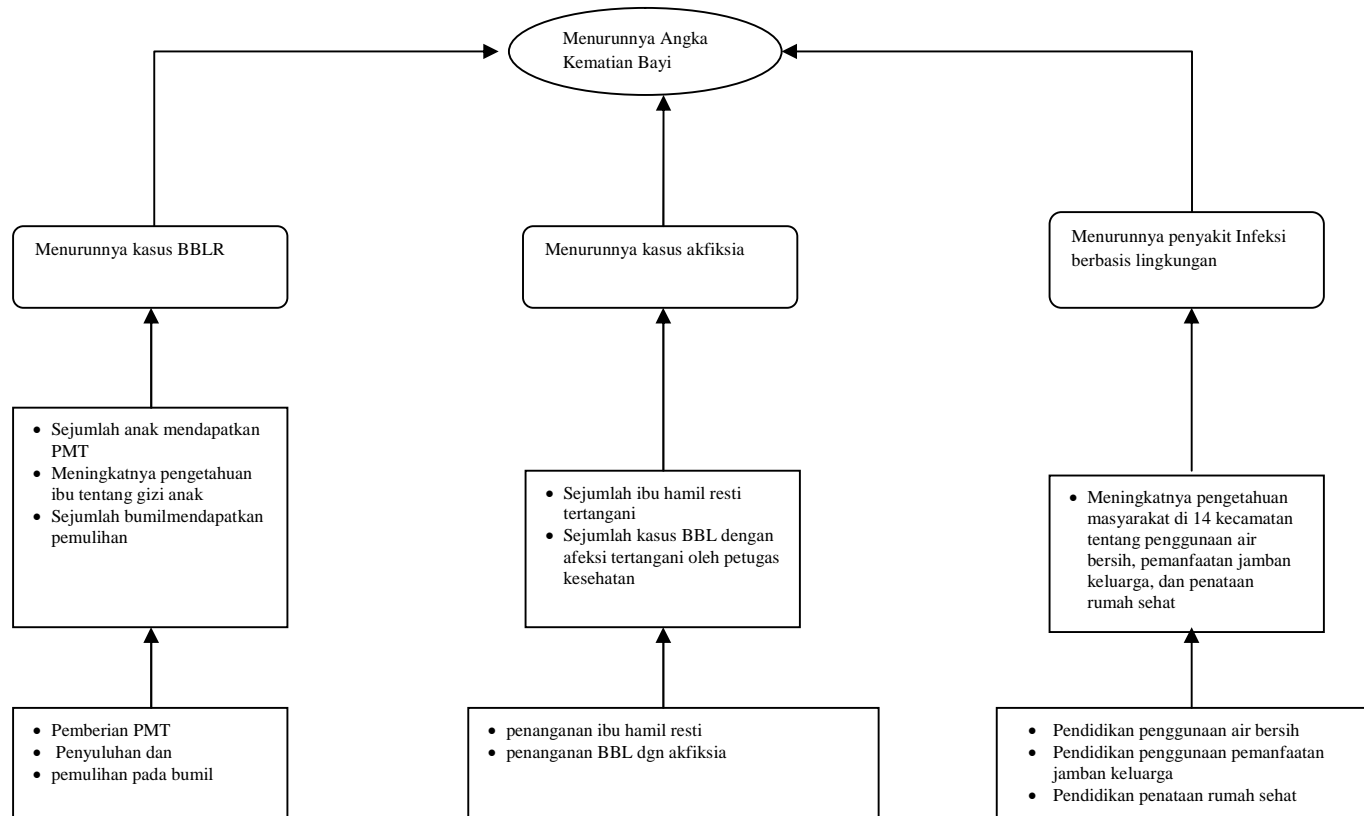 Menurunnya Angka
Kematian Bayi
Menurunnya kasus BBLR
Menurunnya kasus akfiksia
Menurunnya penyakit Infeksi
berbasis lingkungan
• Sejumlah anak mendapatkan
PMT
• Meningkatnya pengetahuan
ibu tentang gizi anak
• Sejumlah bumilmendapatkan
pemulihan
• Sejumlah ibu hamil resti
tertangani
• Sejumlah kasus BBL dengan
afeksi tertangani oleh petugas
kesehatan
• Meningkatnya pengetahuan
masyarakat di 14 kecamatan
tentang penggunaan air
bersih, pemanfaatan jamban
keluarga, dan penataan
rumah sehat
• Pemberian PMT
• Penyuluhan dan
• pemulihan pada bumil
• penanganan ibu hamil resti
• penanganan BBL dgn akfiksia
• Pendidikan penggunaan air bersih
• Pendidikan penggunaan pemanfaatan
jamban keluarga
• Pendidikan penataan rumah sehat